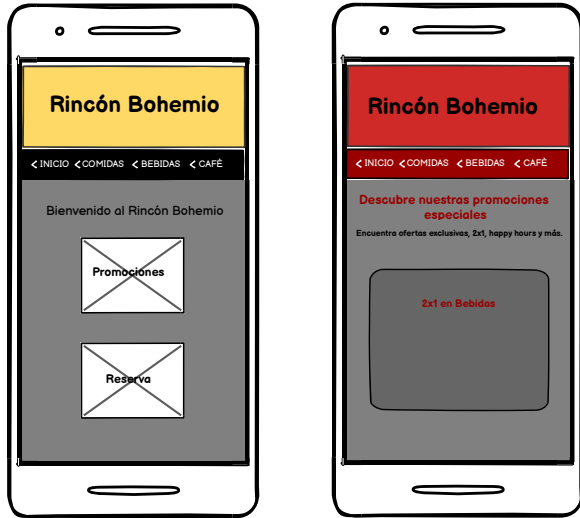 Rincón Bohemio
< INICIO < COMIDAS < BEBIDAS < CAFÉ
Bienvenido al Rincón Bohemio
Promociones
Reserva
Rincón Bohemio
< INICIO < COMIDAS < BEBIDAS < CAFÉ
Descubre nuestras promociones
especiales
Encuentra ofertas exclusivas, 2x1, happy hours y más.
2x1 en Bebidas